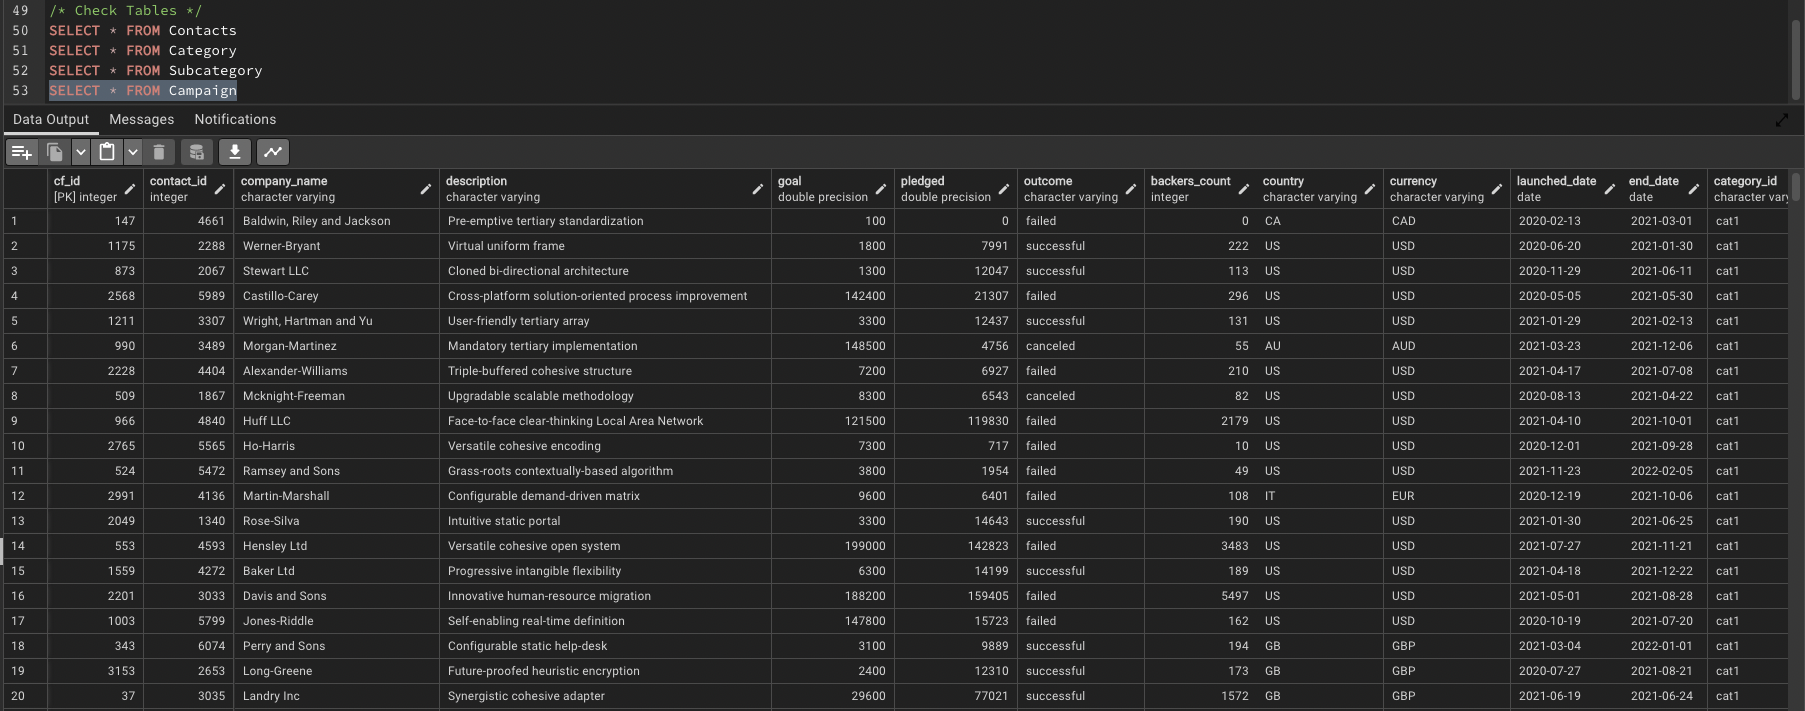 49 /* Check Tables */
50 SELECT * FROM Contacts
51 SELECT * FROM Category
52 SELECT * FROM Subcategory
53 SELECT * FROM Campaign
Data Output Messages Notifications
cf_id contact_id company_name description goal pledged outcome backers_count country currency launched_date end_date category_id
[PK] integer integer character varying character varying double precision double precision character varying integer character varying character varying date date character vary
1 147 4661 Baldwin, Riley and Jackson Pre-emptive tertiary standardization 100 0 failed 0 CA CAD 2020-02-13 2021-03-01 cat1
2 1175 2288 Werner-Bryant Virtual uniform frame 1800 7991 successful 222 US USD 2020-06-20 2021-01-30 cat1
3 873 2067 Stewart LLC Cloned bi-directional architecture 1300 12047 successful 113 US USD 2020-11-29 2021-06-11 cat1
4 2568 5989 Castillo-Carey Cross-platform solution-oriented process improvement 142400 21307 failed 296 US USD 2020-05-05 2021-05-30 cat1
5 1211 3307 Wright, Hartman and Yu User-friendly tertiary array 3300 12437 successful 131 US USD 2021-01-29 2021-02-13 cat1
6 990 3489 Morgan-Martinez Mandatory tertiary implementation 148500 4756 canceled 55 AU AUD 2021-03-23 2021-12-06 cat1
7 2228 4404 Alexander-Williams Triple-buffered cohesive structure 7200 6927 failed 210 US USD 2021-04-17 2021-07-08 cat1
8 509 1867 Mcknight-Freeman Upgradable scalable methodology 8300 6543 canceled 82 US USD 2020-08-13 2021-04-22 cat1
9 966 4840 Huff LLC Face-to-face clear-thinking Local Area Network 121500 119830 failed 2179 US USD 2021-04-10 2021-10-01 cat1
10 2765 5565 Ho-Harris Versatile cohesive encoding 7300 717 failed 10 US USD 2020-12-01 2021-09-28 cat1
11 524 5472 Ramsey and Sons Grass-roots contextually-based algorithm 3800 1954 failed 49 US USD 2021-11-23 2022-02-05 cat1
12 2991 4136 Martin-Marshall Configurable demand-driven matrix 9600 6401 failed 108 IT EUR 2020-12-19 2021-10-06 cat1
13 2049 1340 Rose-Silva Intuitive static portal 3300 14643 successful 190 US USD 2021-01-30 2021-06-25 cat1
14 553 4593 Hensley Ltd Versatile cohesive open system 199000 142823 failed 3483 US USD 2021-07-27 2021-11-21 cat1
15 1559 4272 Baker Ltd Progressive intangible flexibility 6300 14199 successful 189 US USD 2021-04-18 2021-12-22 cat1
16 2201 3033 Davis and Sons Innovative human-resource migration 188200 159405 failed 5497 US USD 2021-05-01 2021-08-28 cat1
17 1003 5799 Jones-Riddle Self-enabling real-time definition 147800 15723 failed 162 US USD 2020-10-19 2021-07-20 cat1
18 343 6074 Perry and Sons Configurable static help-desk 3100 9889 successful 194 GB GBP 2021-03-04 2022-01-01 cat1
19 3153 2653 Long-Greene Future-proofed heuristic encryption 2400 12310 successful 173 GB GBP 2020-07-27 2021-08-21 cat1
20 37 3035 Landry Inc Synergistic cohesive adapter 29600 77021 successful 1572 GB GBP 2021-06-19 2021-06-24 cat1